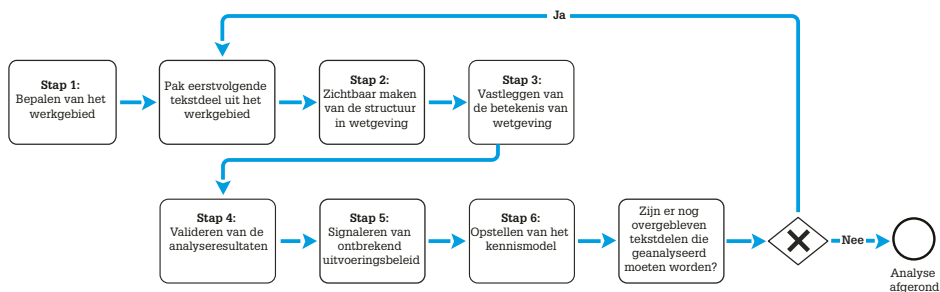 Ja
Stap 1:
Bepalen van het
werkgebied
Pak eerstvolgende
tekstdeel uit het
werkgebied
Stap 2:
Zichtbaar maken
van de structuur
in wetgeving
Stap 3:
Vastleggen van
de betekenis van
wetgeving
Stap 4:
Valideren van de
analyseresultaten
Stap 5:
Signaleren van
ontbrekend
uitvoeringsbeleid
Stap 6:
Opstellen van het
kennismodel
Zijn er nog
overgebleven
tekstdelen die
geanalyseerd
moeten worden?
Nee
Analyse
afgerond